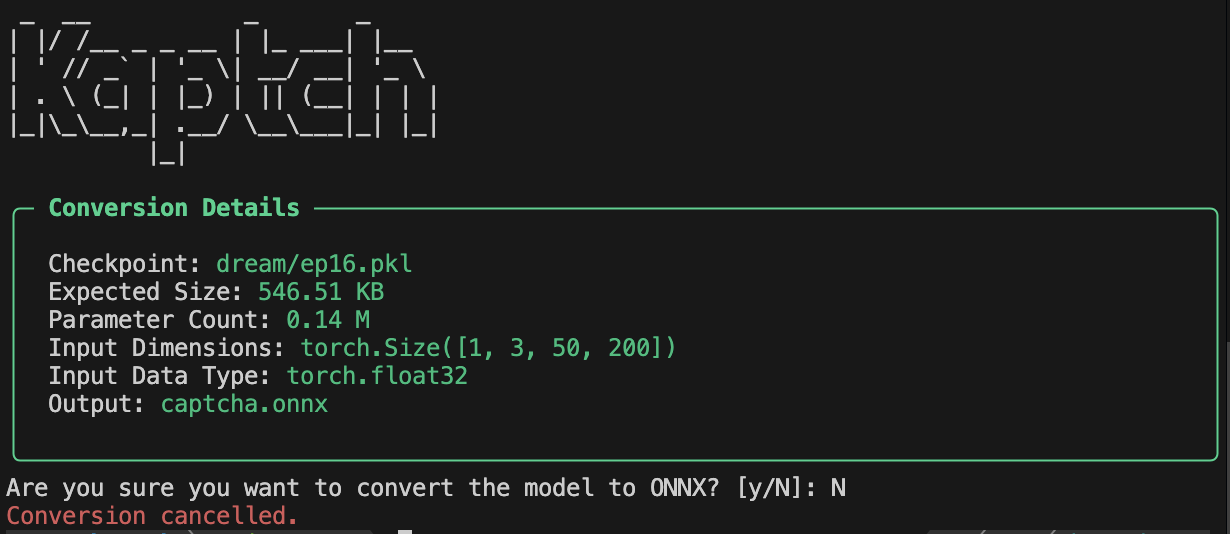 Kaptch
Conversion Details
Checkpoint: dream/ep16.pkl
Expected Size: 546.51 KB
Parameter Count: 0.14 M
Input Dimensions: torch.Size([1, 3, 50, 200])
Input Data Type: torch.float32
Output: captcha.onnx
Are you sure you want to convert the model to ONNX? [y/N]: N
Conversion cancelled.